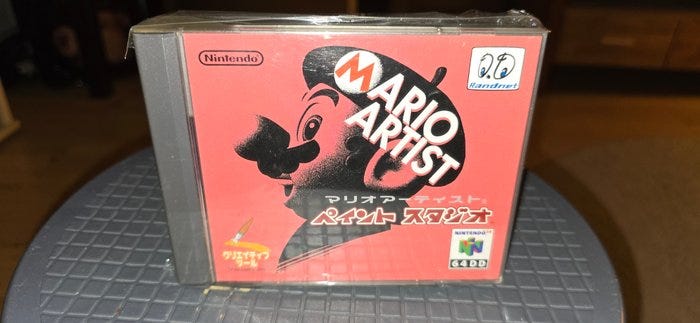 Nintendo
MARIO
ARTIST
Randnet
マリオアーティスト
ペイント スタジオ
クリエイティブ
ツール
NINTENDO
64DD